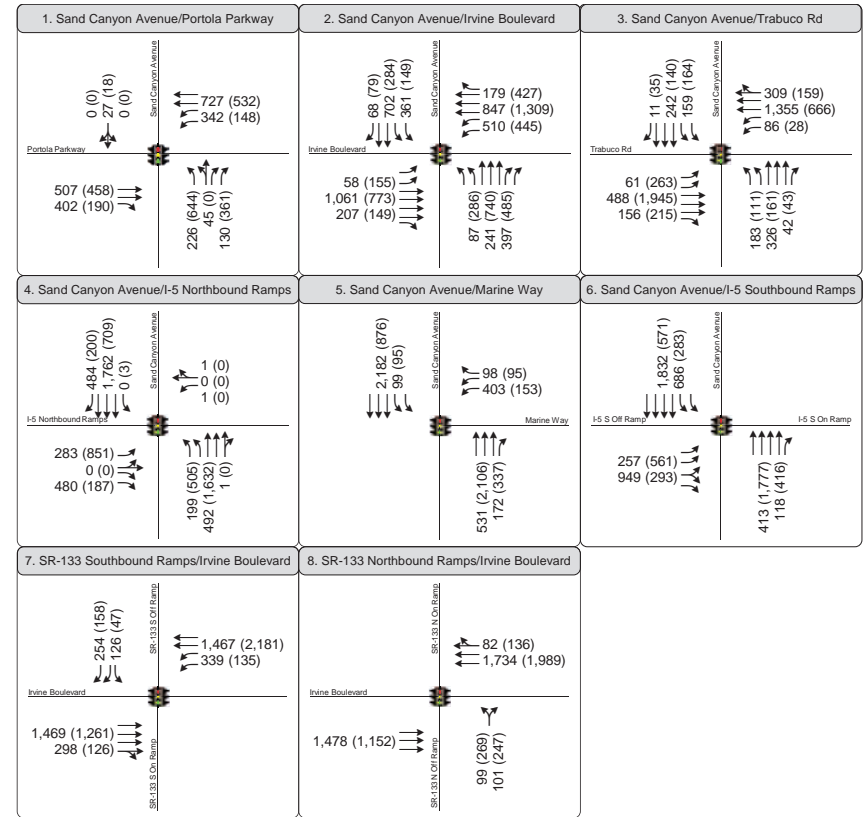 1. Sand Canyon Avenue/Portola Parkway
0 (0)
27 (18)
0 (0)
Sand Canyon Avenue
727 (532)
342 (148)
Portola Parkway
507 (458)
402 (190)
226 (644)
45 (0)
130 (361)
2. Sand Canyon Avenue/Irvine Boulevard
68 (79)
702 (284)
361 (149)
Sand Canyon Avenue
179 (427)
847 (1,309)
510 (445)
Irvine Boulevard
58 (155)
1,061 (773)
207 (149)
87 (286)
241 (740)
397 (485)
3. Sand Canyon Avenue/Trabuco Rd
11 (35)
242 (140)
159 (164)
Sand Canyon Avenue
309 (159)
1,355 (666)
86 (28)
Trabuco Rd
61 (263)
488 (1,945)
156 (215)
183 (111)
326 (161)
42 (43)
4. Sand Canyon Avenue/I-5 Northbound Ramps
484 (200)
1,762 (709)
0 (3)
Sand Canyon Avenue
1 (0)
0 (0)
1 (0)
I-5 Northbound Ramps
283 (851)
0 (0)
480 (187)
199 (505)
492 (1,632)
1 (0)
5. Sand Canyon Avenue/Marine Way
2,182 (876)
99 (95)
Sand Canyon Avenue
98 (95)
403 (153)
Marine Way
531 (2,106)
172 (337)
6. Sand Canyon Avenue/I-5 Southbound Ramps
1,832 (571)
686 (283)
Sand Canyon Avenue
I-5 S Off Ramp
I-5 S On Ramp
257 (561)
949 (293)
413 (1,777)
118 (416)
7. SR-133 Southbound Ramps/Irvine Boulevard
254 (158)
126 (47)
SR-133 S Off Ramp
1,467 (2,181)
339 (135)
Irvine Boulevard
1,469 (1,261)
298 (126)
SR-133 S On Ramp
8. SR-133 Northbound Ramps/Irvine Boulevard
SR-133 N On Ramp
82 (136)
1,734 (1,989)
Irvine Boulevard
1,478 (1,152)
SR-133 N Off Ramp
99 (269)
101 (247)